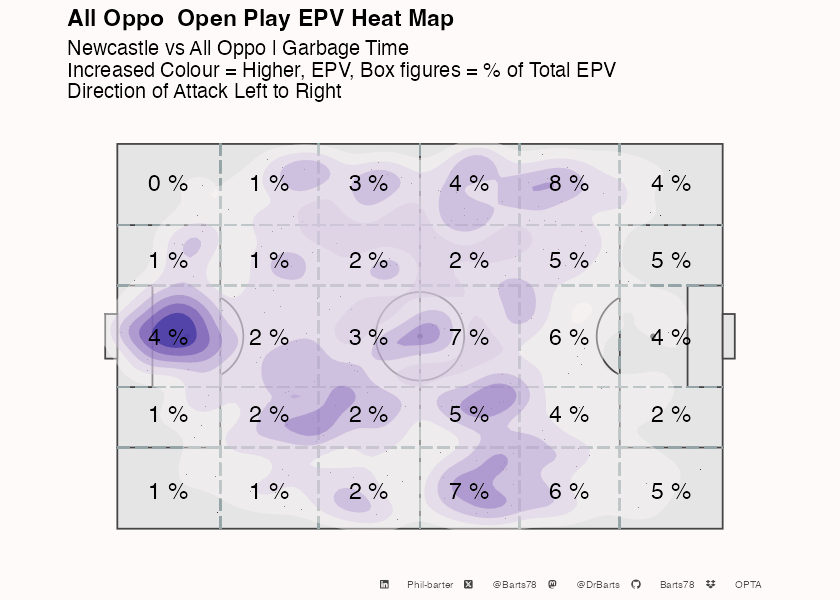 All Oppo  Open Play EPV Heat Map
Newcastle vs All Oppo | Garbage Time
Increased Colour = Higher, EPV, Box figures = % of Total EPV
Direction of Attack Left to Right
0 % 1 % 3 % 4 % 8 % 4 %
1 % 1 % 2 % 2 % 5 % 5 %
4 % 2 % 3 % 7 % 6 % 4 %
1 % 2 % 2 % 5 % 4 % 2 %
1 % 1 % 2 % 7 % 6 % 5 %
Phil-barter @Barts78 @DrBarts Barts78 OPTA